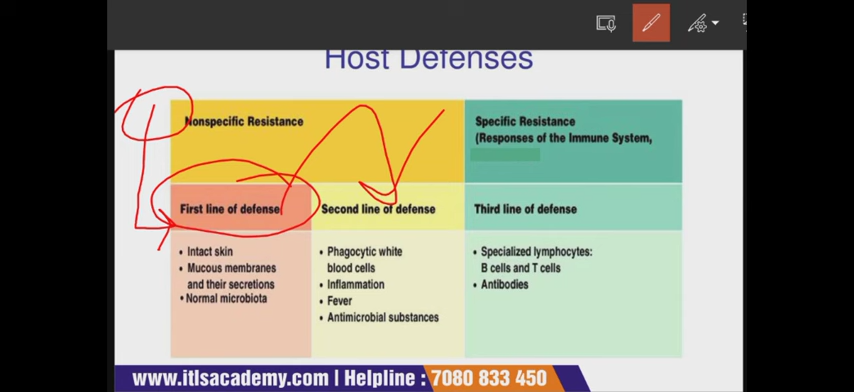 Host Defenses
Nonspecific Resistance
Specific Resistance
(Responses of the Immune System,
First line of defense
Second line of defense
Third line of defense
• Intact skin
• Mucous membranes
and their secretions
• Normal microbiota
• Phagocytic white
blood cells
• Inflammation
• Fever
• Antimicrobial substances
• Specialized lymphocytes:
B cells and T cells
• Antibodies
www.itlsacademy.com | Helpline : 7080 833 450